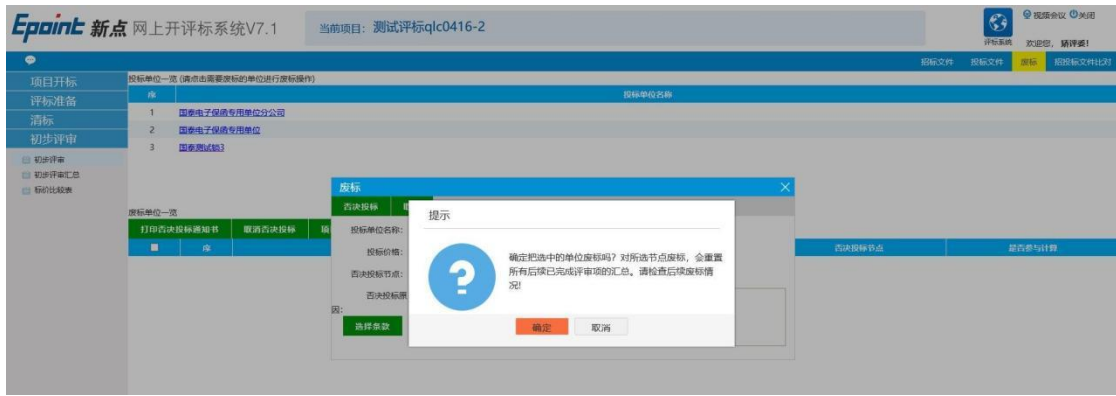 Epoint 新点 网上开评标系统V7.1
当前项目：测试评标qlc0416-2
视频会议 关闭
评标系统
欢迎您，
招标文件 投标文件 废标 招投标文件比对
项目开标
评标准备
清标
初步评审
初步评审
初步评审汇总
标价比较表
投标单位一览 (请点击需要废标的单位进行废标操作)
序 投标单位名称
1 国泰电子保函专用单位分公司
2 国泰电子保函专用单位
3 国泰测试锁3
废标单位一览
打印否决投标通知书 取消否决投标 项
序 否决投标节点 是否参与计算
废标
否决投标 取
投标单位名称：
投标价格：
否决投标节点：
否决投标原
因：
选择条款
提示
确定把选中的单位废标吗？对所选节点废标，会重置
所有后续已完成评审项的汇总。请检查后续废标情
况!
确定 取消